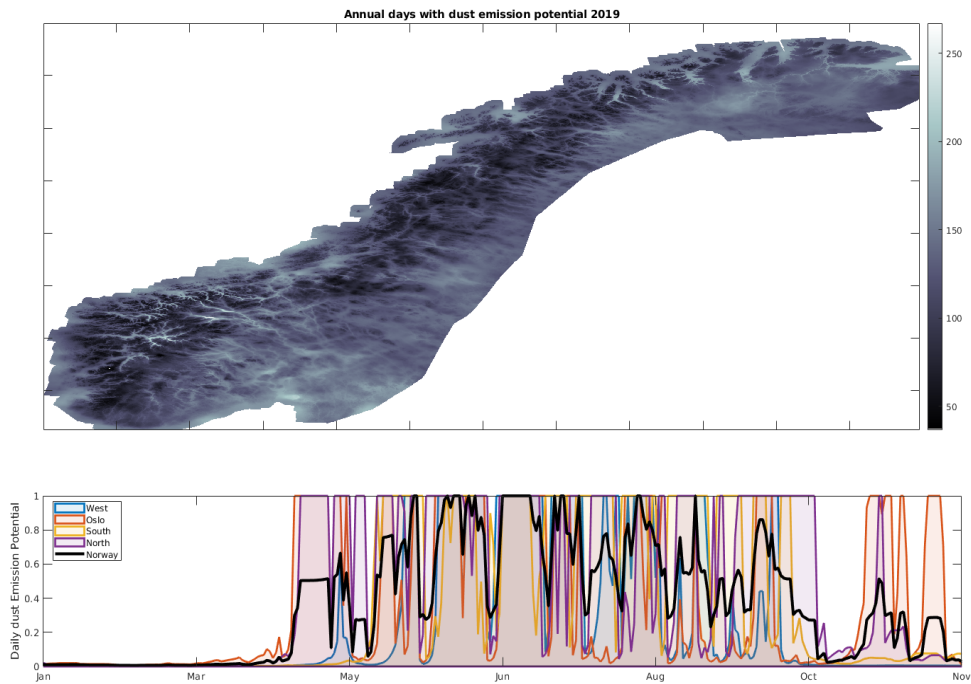 Annual days with dust emission potential 2019
250
200
150
100
50
Daily dust Emission Potential
1
0.8
0.6
0.4
0.2
0
West
Oslo
South
North
Norway
Jan
Mar
May
Jun
Aug
Oct
Nov